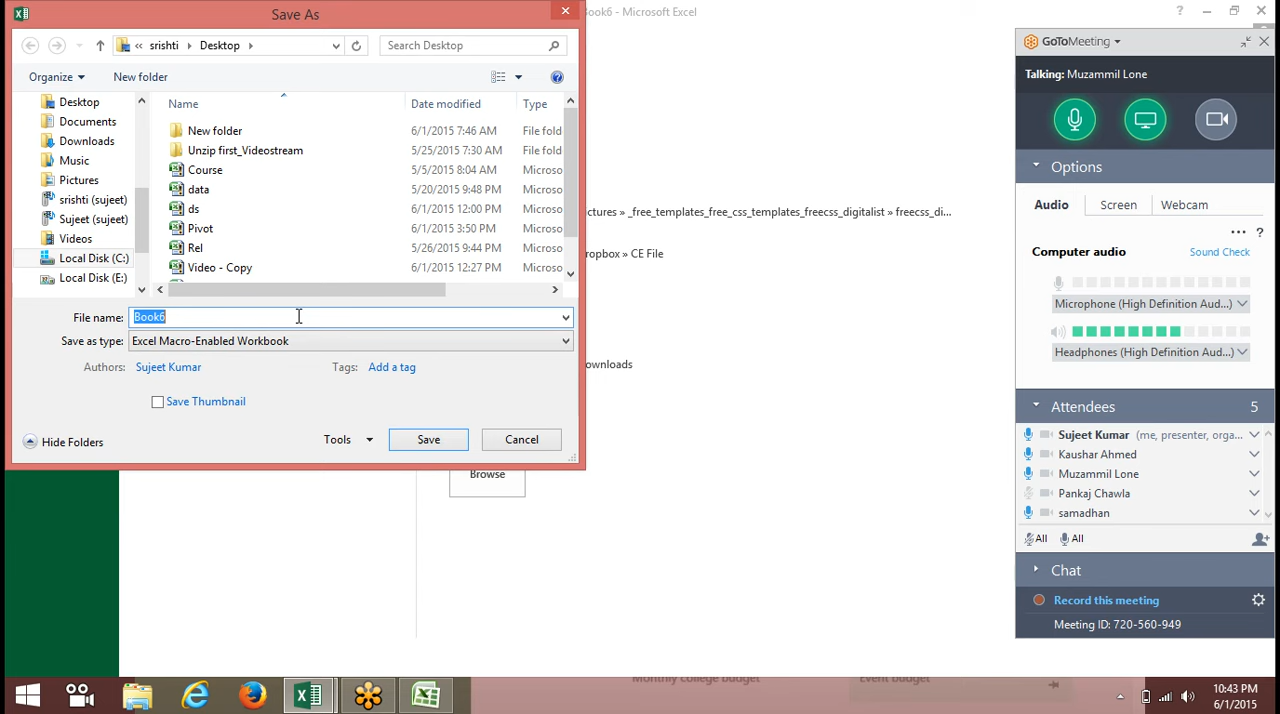 Save As
Book6 - Microsoft Excel
srishti
Desktop
Search Desktop
Organize
New folder
Desktop
Documents
Downloads
Music
Pictures
srishti (sujeet)
Sujeet (sujeet)
Videos
Local Disk (C:)
Local Disk (E:)
Name Date modified Type
New folder 6/1/2015 7:46 AM File fold
Unzip first_Videostream 5/25/2015 7:30 AM File fold
Course 5/5/2015 8:04 AM Microso
data 5/20/2015 9:48 PM Microso
ds 6/1/2015 12:00 PM Microso
Pivot 6/1/2015 3:50 PM Microso
Rel 5/26/2015 9:44 PM Microso
Video - Copy 6/1/2015 12:27 PM Microso
File name: Book6
Save as type: Excel Macro-Enabled Workbook
Authors: Sujeet Kumar Tags: Add a tag
Save Thumbnail
Hide Folders Tools Save Cancel
ctures » _free_templates_free_css_templates_freecss_digitalist » freecss_di...
ropbox » CE File
ownloads
Browse
Monthly college budget Event budget
GoToMeeting
Talking: Muzammil Lone
Options
Audio Screen Webcam
... ?
Computer audio Sound Check
Microphone (High Definition Aud...)
Headphones (High Definition Aud...)
Attendees 5
Sujeet Kumar (me, presenter, orga...
Kaushar Ahmed
Muzammil Lone
Pankaj Chawla
samadhan
All All
Chat
Record this meeting
Meeting ID: 720-560-949
10:43 PM
6/1/2015